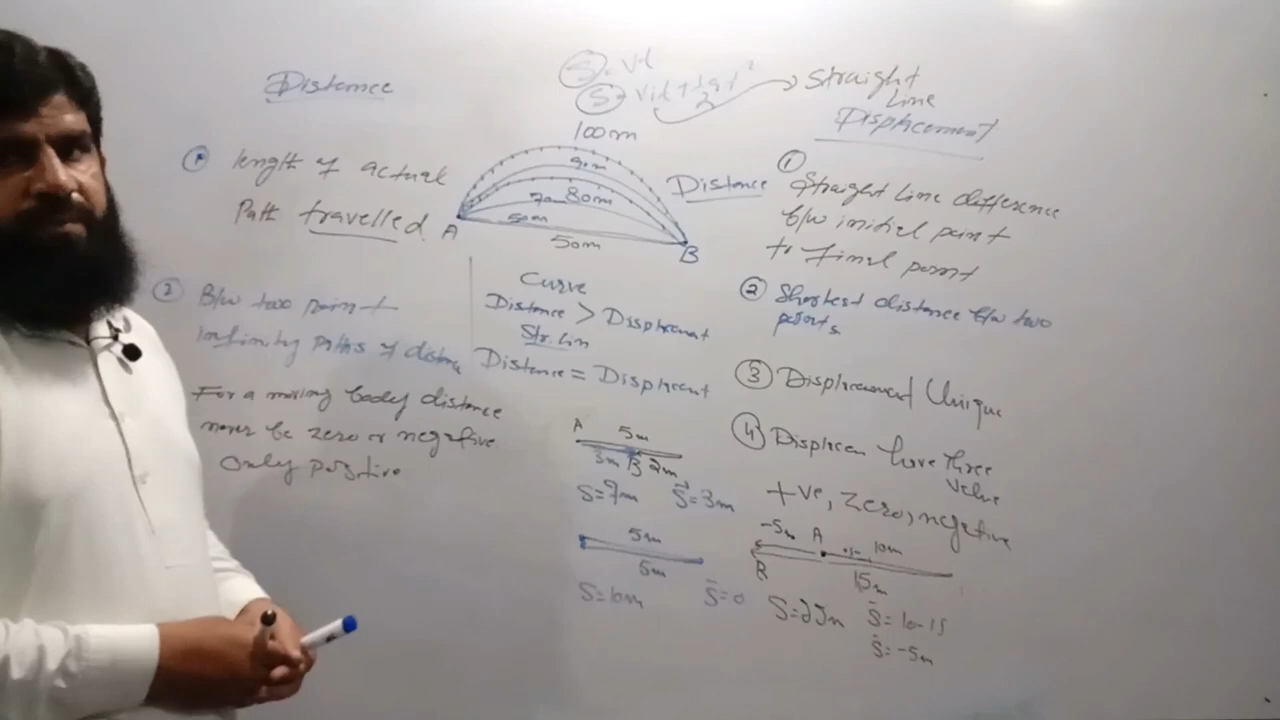 Distance
① length of actual
Path travelled.
② B/w two point
infinity paths of distan
For a moving body distance
never be zero or negative
Only positive
S = Vt
S = Vit + 1/2 at²
100m
90m
70m 80m
50m
A
50m
B
Distance
Curve
Distance > Displacement
Str. Lin
Distance = Displacent
A 5m
3m B 2m
S=7m S⃗=3m
5m
5m
S=10m S⃗=0
Straight
Line
Displacement
①
Straight Line difference
b/w initial point
to Final point
② Shortest distance b/w two
points
③ Displacement Unique
④ Displacen have three
value
+ve, zero, negative
-5m A 10m
B 15m
S=25m S⃗= 10-15
S⃗=-5m